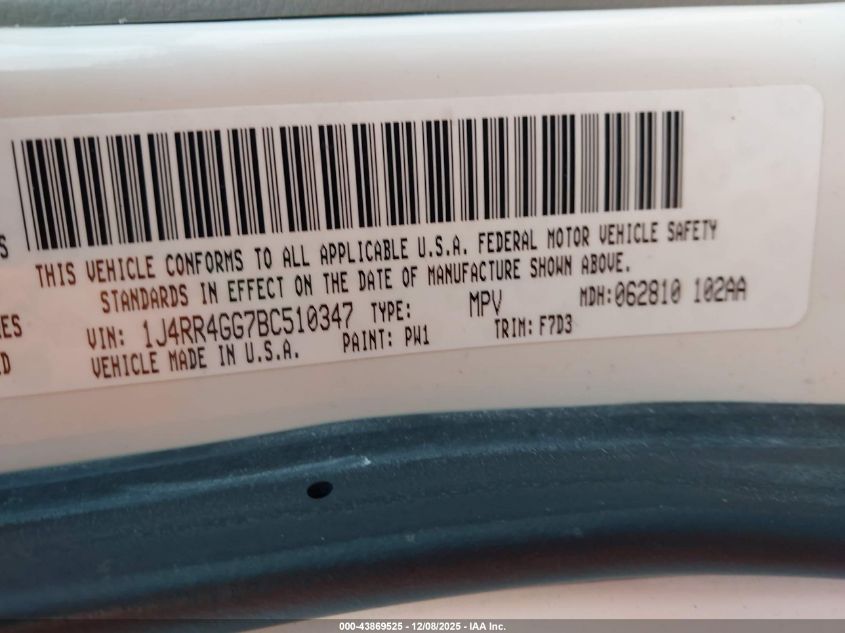 S
THIS VEHICLE CONFORMS TO ALL APPLICABLE U.S.A. FEDERAL MOTOR VEHICLE SAFETY
STANDARDS IN EFFECT ON THE DATE OF MANUFACTURE SHOWN ABOVE.
IES
VIN: 1J4RR4GG7BC510347 TYPE: MPV MDH:062810 102AA
ED
VEHICLE MADE IN U.S.A. PAINT: PW1 TRIM: F7D3
000-43869525 - 12/08/2025 - IAA Inc.